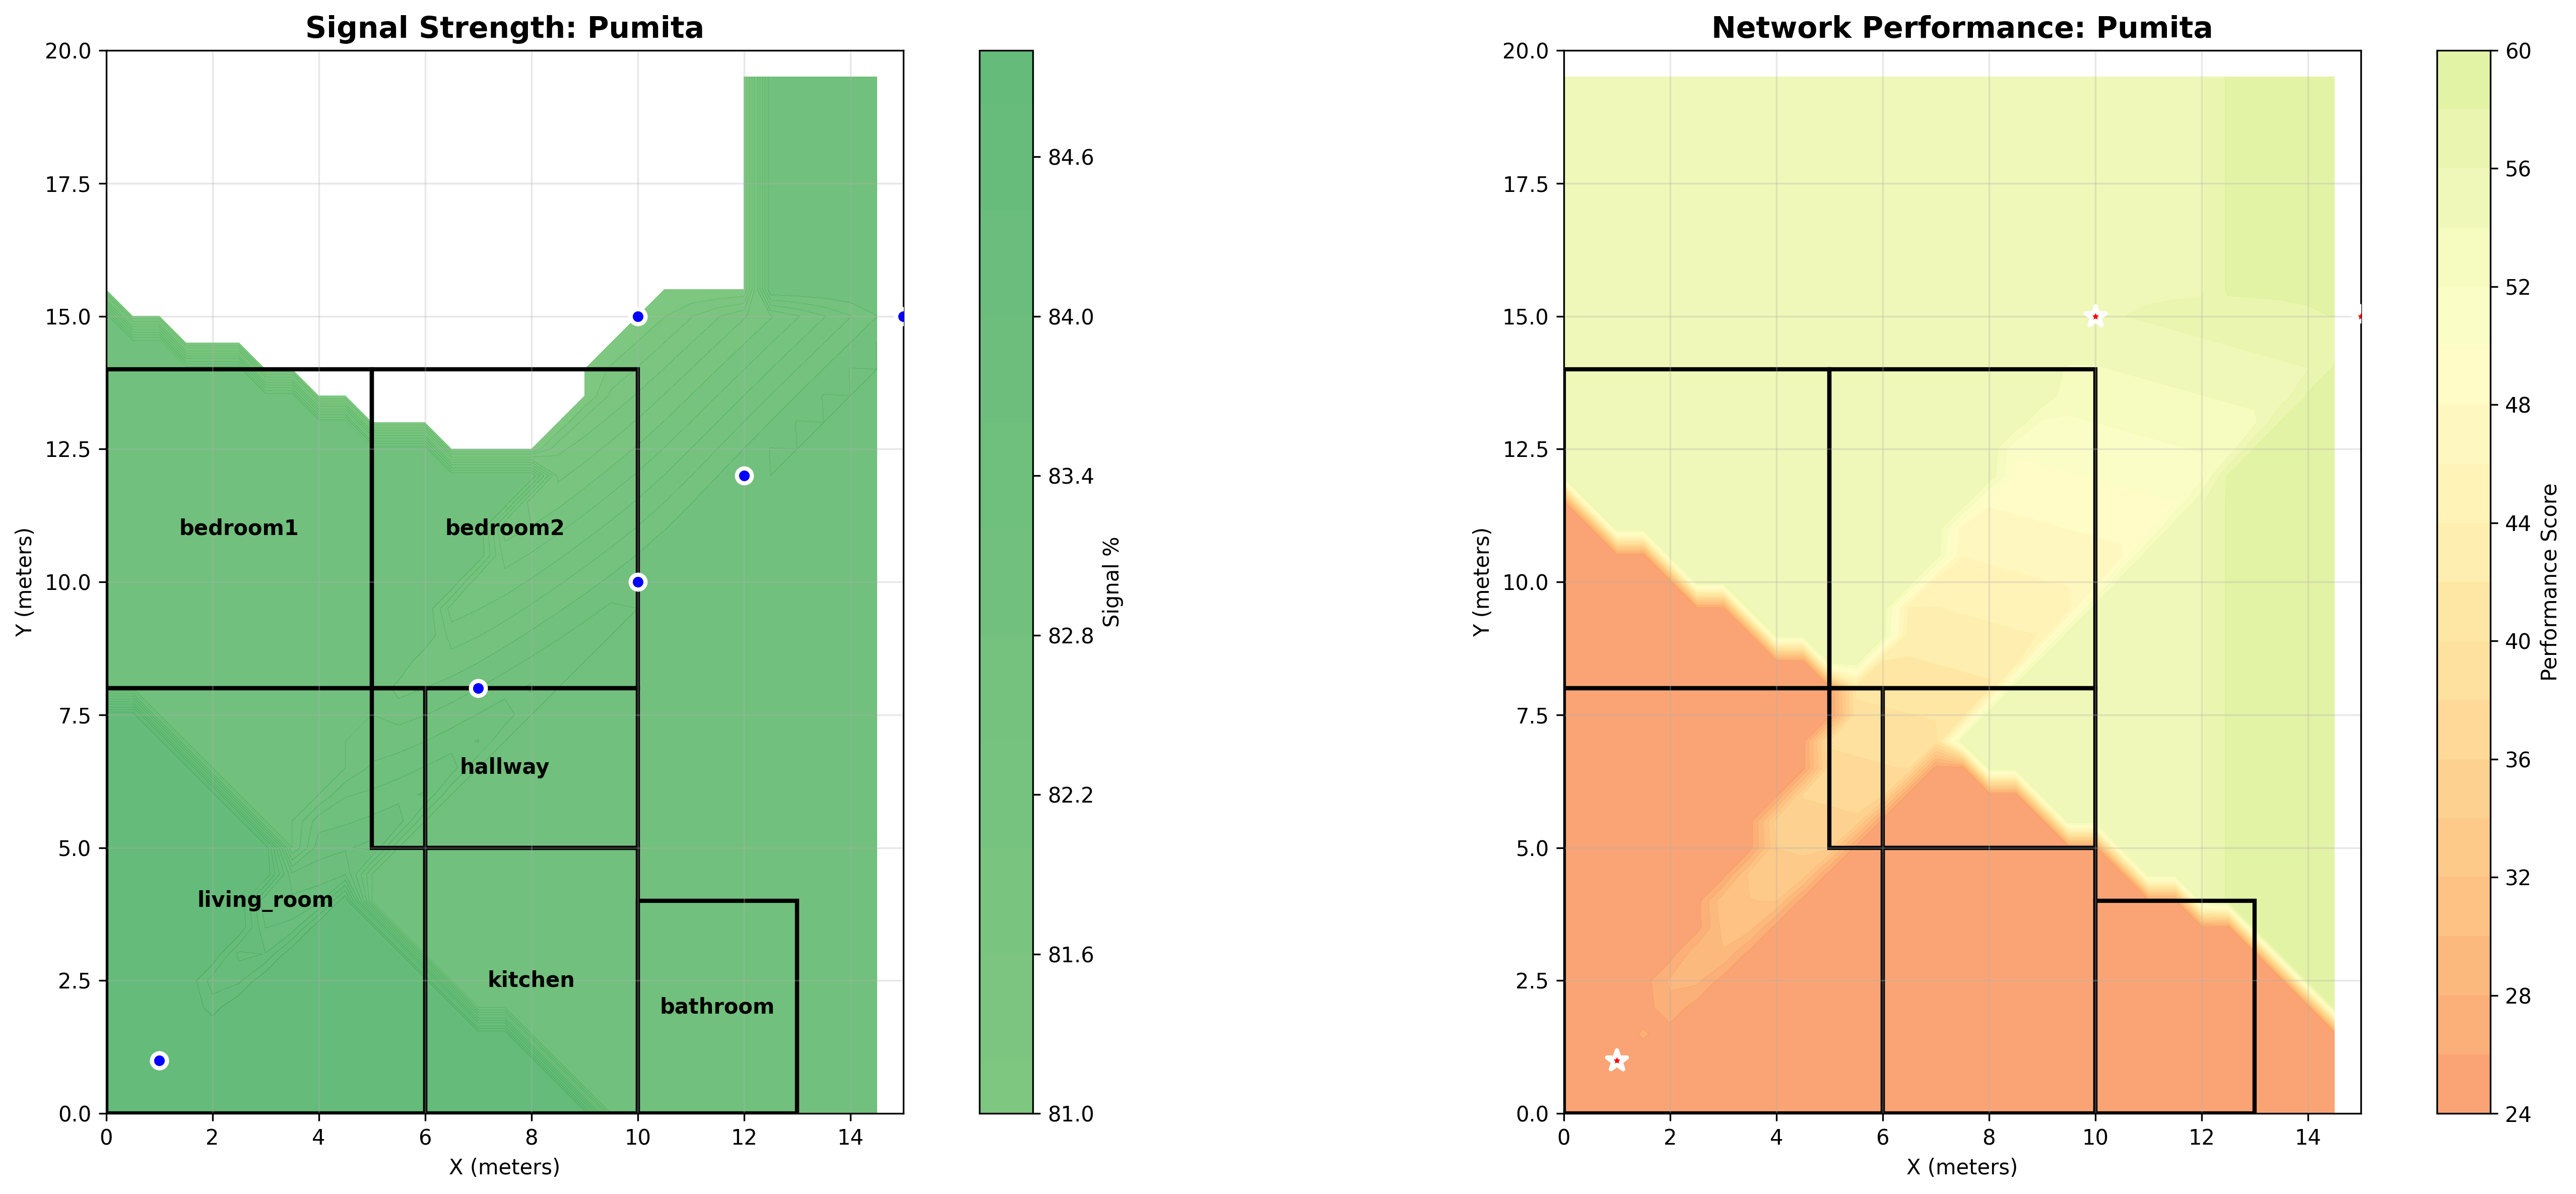 Signal Strength: Pumita
20.0
17.5
15.0
12.5
10.0
7.5
5.0
2.5
0.0
Y (meters)
bedroom1
bedroom2
hallway
living_room
kitchen
bathroom
0 2 4 6 8 10 12 14
X (meters)
84.6
84.0
83.4
82.8
82.2
81.6
81.0
Signal %
Network Performance: Pumita
20.0
17.5
15.0
12.5
10.0
7.5
5.0
2.5
0.0
Y (meters)
0 2 4 6 8 10 12 14
X (meters)
60
56
52
48
44
40
36
32
28
24
Performance Score